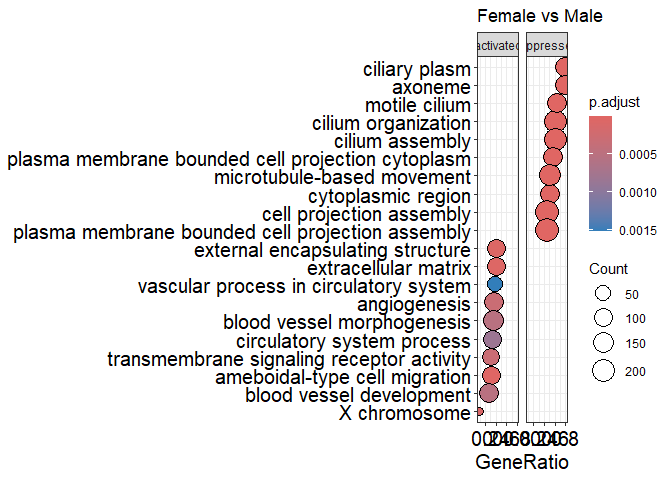 Female vs Male
activated
ppresse
ciliary plasm
axoneme
motile cilium
cilium organization
cilium assembly
plasma membrane bounded cell projection cytoplasm
microtubule-based movement
cytoplasmic region
cell projection assembly
plasma membrane bounded cell projection assembly
external encapsulating structure
extracellular matrix
vascular process in circulatory system
angiogenesis
blood vessel morphogenesis
circulatory system process
transmembrane signaling receptor activity
ameboidal-type cell migration
blood vessel development
X chromosome
GeneRatio
p.adjust
0.0005
0.0010
0.0015
Count
50
100
150
200